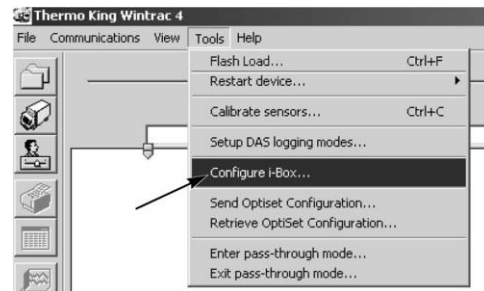 Thermo King Wintrac 4
File Communications View Tools Help
Flash Load... Ctrl+F
Restart device...
Calibrate sensors... Ctrl+C
Setup DAS logging modes...
Configure i-Box...
Send Optiset Configuration...
Retrieve OptiSet Configuration...
Enter pass-through mode...
Exit pass-through mode...